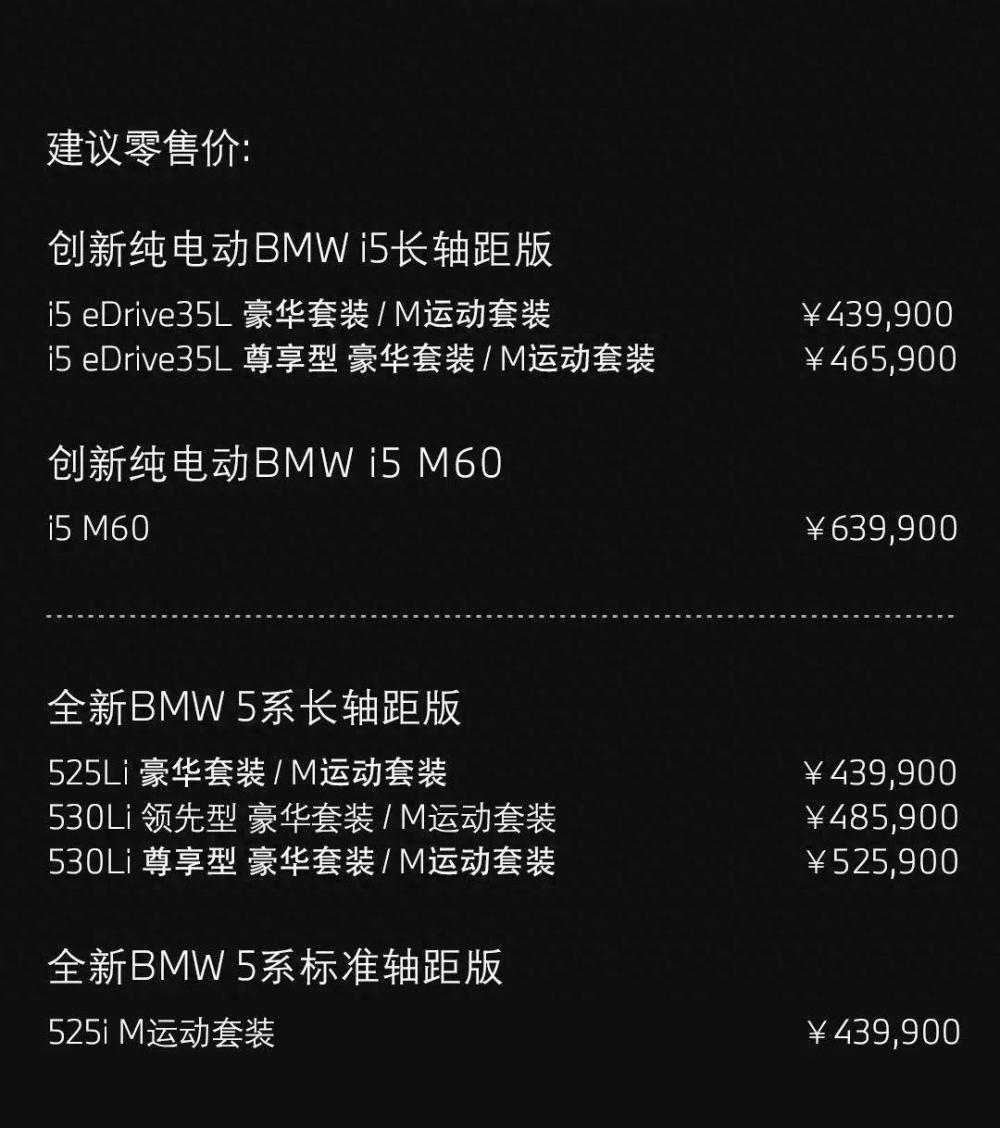 建议零售价:
创新纯电动BMW i5长轴距版
i5 eDrive35L 豪华套装 / M运动套装 ¥439,900
i5 eDrive35L 尊享型 豪华套装 / M运动套装 ¥465,900
创新纯电动BMW i5 M60
i5 M60 ¥639,900
全新BMW 5系长轴距版
525Li 豪华套装 / M运动套装 ¥439,900
530Li 领先型 豪华套装 / M运动套装 ¥485,900
530Li 尊享型 豪华套装 / M运动套装 ¥525,900
全新BMW 5系标准轴距版
525i M运动套装 ¥439,900